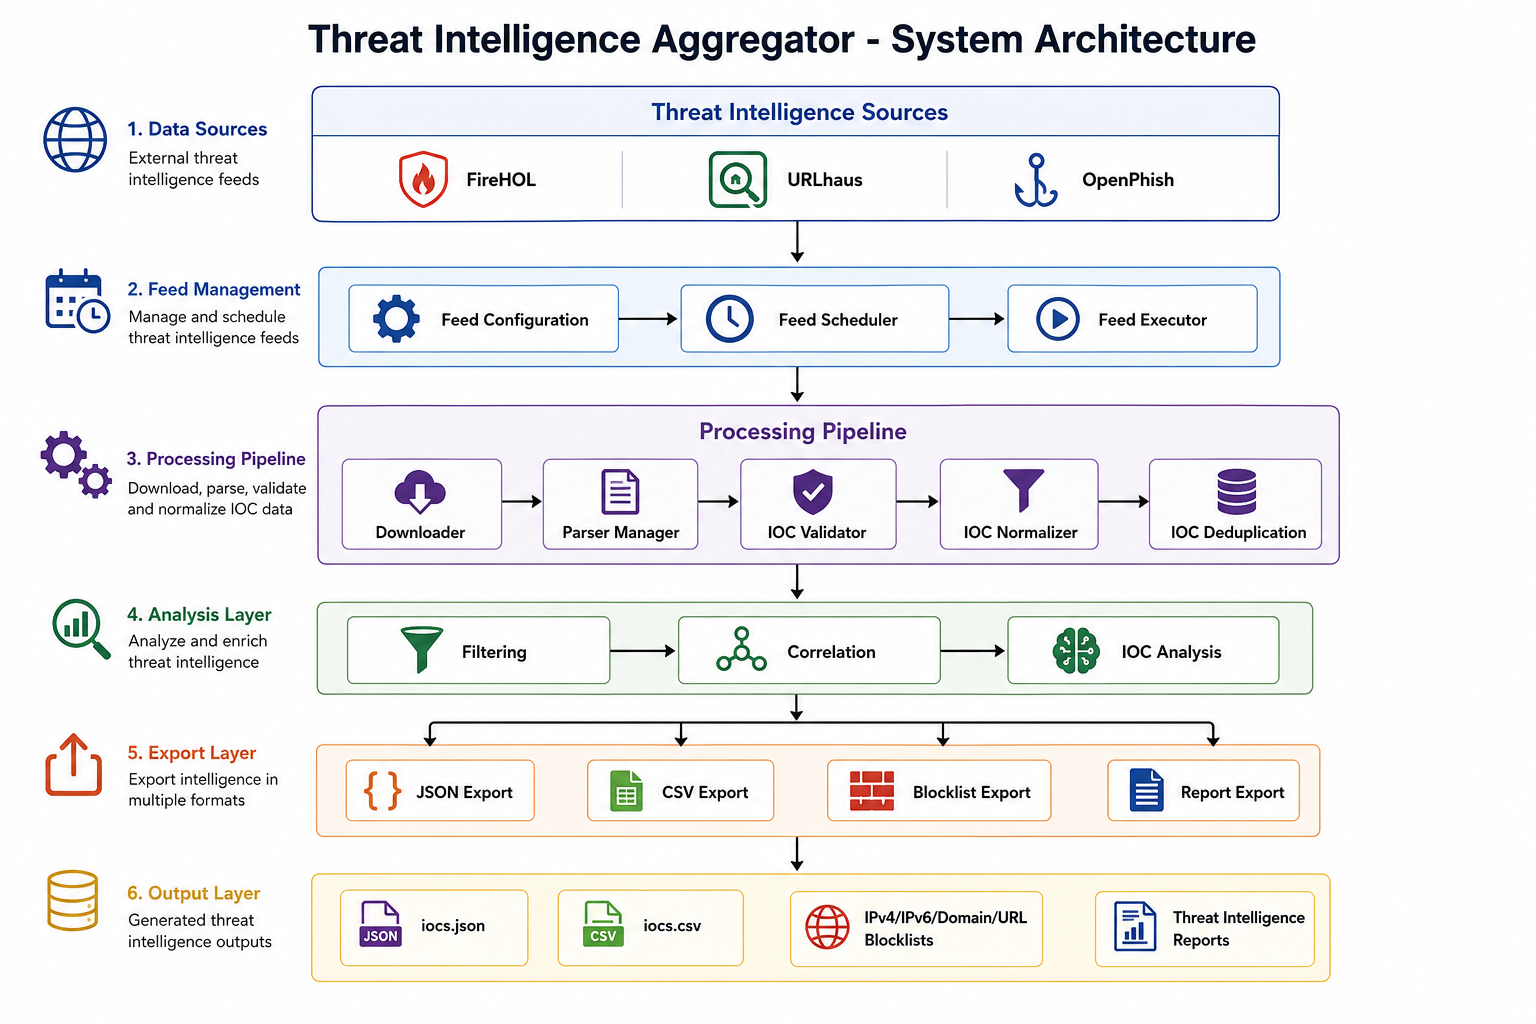 Threat Intelligence Aggregator - System Architecture
1. Data Sources
External threat
intelligence feeds
Threat Intelligence Sources
FireHOL
URLhaus
OpenPhish
2. Feed Management
Manage and schedule
threat intelligence feeds
Feed Configuration
Feed Scheduler
Feed Executor
3. Processing Pipeline
Download, parse, validate
and normalize IOC data
Processing Pipeline
Downloader
Parser Manager
IOC Validator
IOC Normalizer
IOC Deduplication
4. Analysis Layer
Analyze and enrich
threat intelligence
Filtering
Correlation
IOC Analysis
5. Export Layer
Export intelligence in
multiple formats
{ }
JSON Export
CSV Export
Blocklist Export
Report Export
6. Output Layer
Generated threat
intelligence outputs
JSON
iocs.json
CSV
iocs.csv
IPv4/IPv6/Domain/URL
Blocklists
Threat Intelligence
Reports